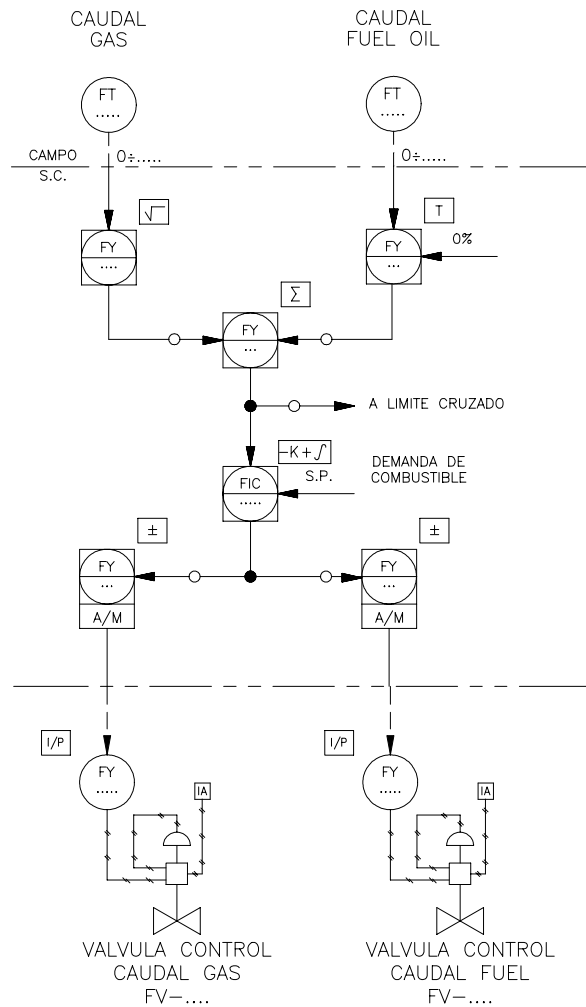 CAUDAL
GAS
CAUDAL
FUEL OIL
FT
.....
FT
.....
CAMPO
S.C.
0÷.....
0÷.....
√
T
FY
....
FY
...
0%
Σ
FY
...
A LIMITE CRUZADO
-K+∫
S.P.
DEMANDA DE
COMBUSTIBLE
FIC
.....
±
±
FY
...
A/M
FY
...
A/M
I/P
I/P
FY
.....
FY
.....
IA
IA
VALVULA CONTROL
CAUDAL GAS
FV-....
VALVULA CONTROL
CAUDAL FUEL
FV-....